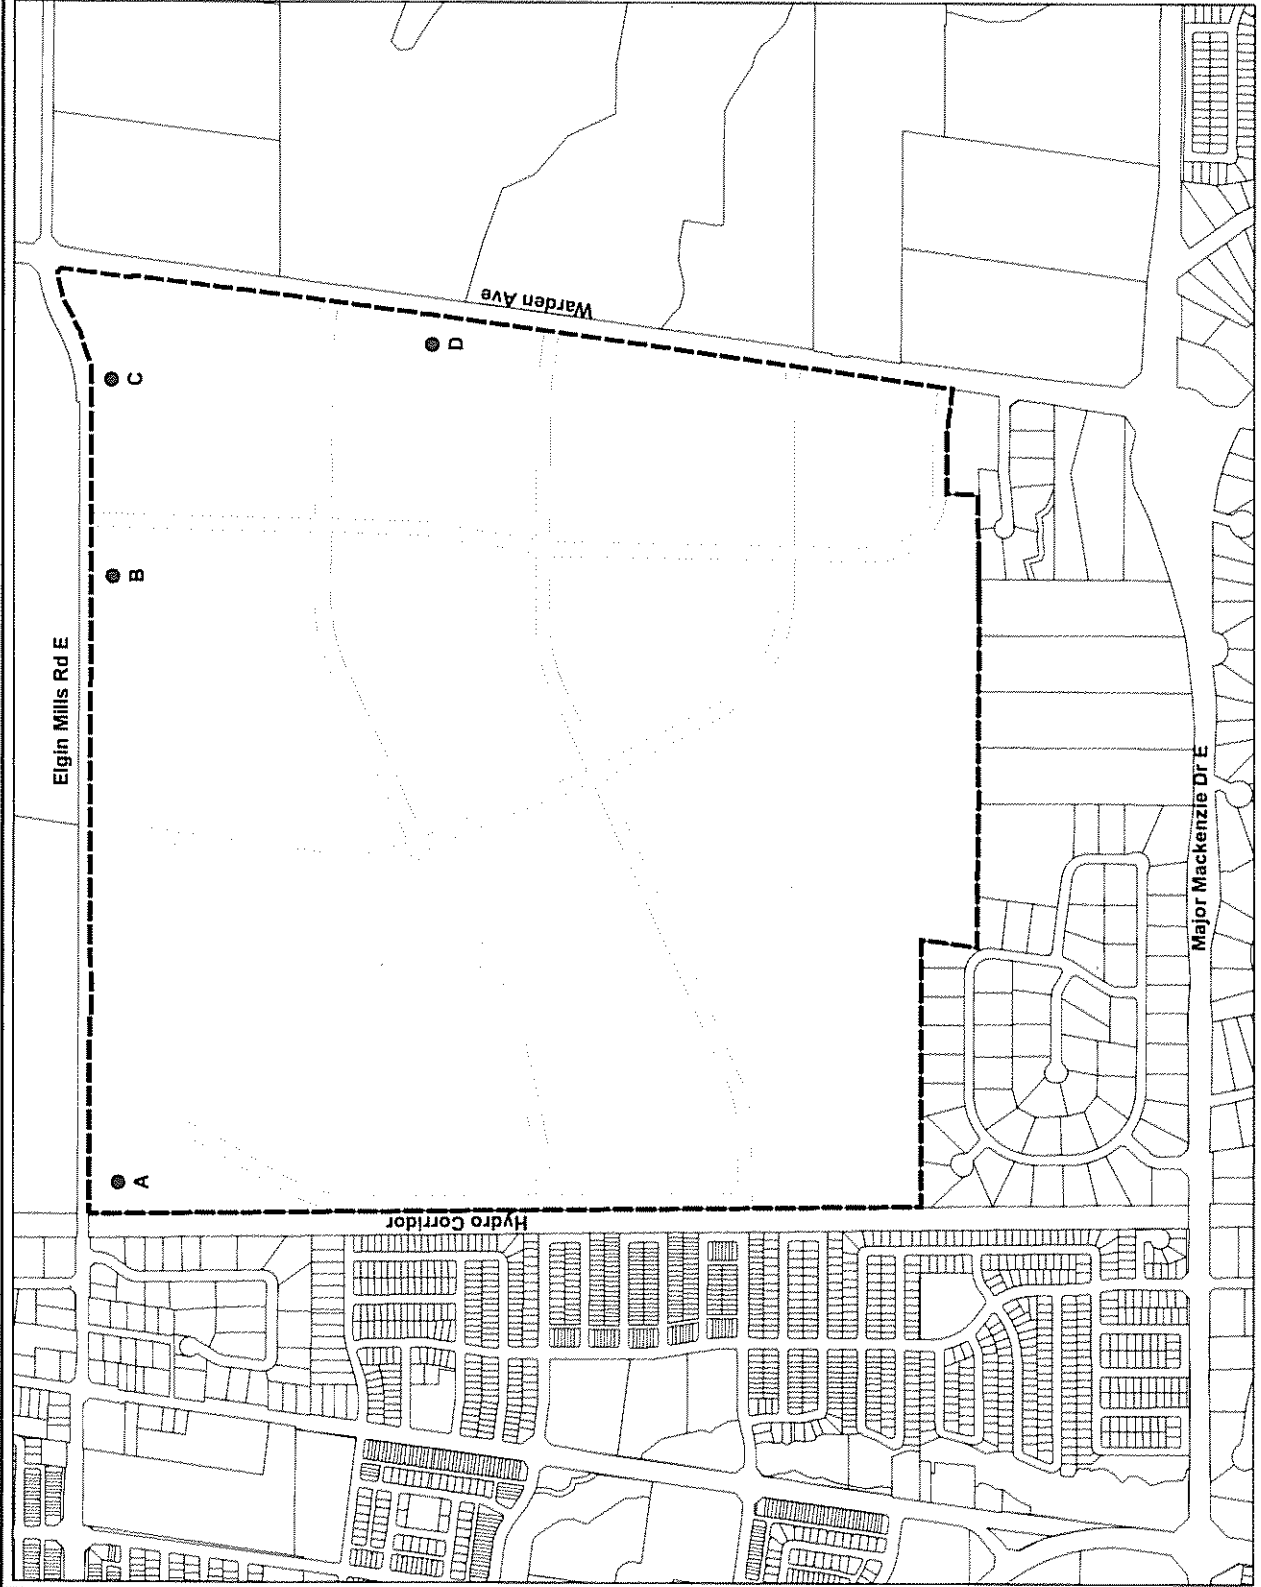 Elgin Mills Rd E
C
B
A
D
Warden Ave
Hydro Corridor
Major Mackenzie Dr E